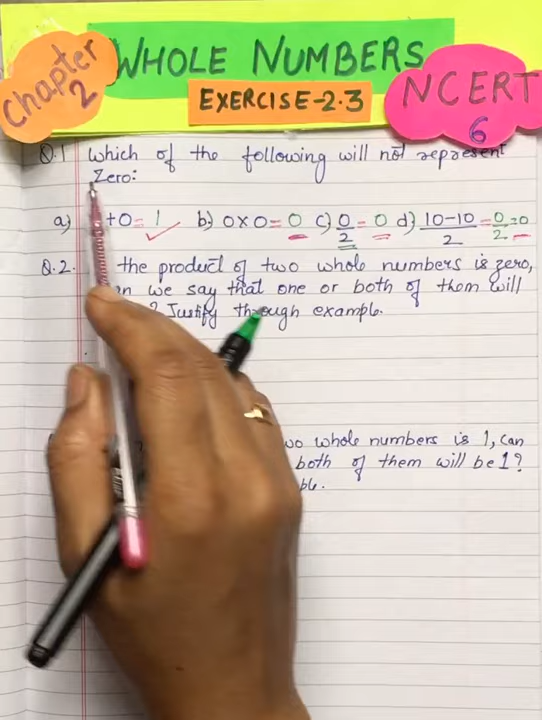 Chapter 2
WHOLE NUMBERS
EXERCISE-2.3
NCERT
6
Q.1 Which of the following will not represent
Zero:
a) +0=1 b) 0×0=0 c) 0/2=0 d) 10-10/2=0/2=0
Q.2. the product of two whole numbers is zero,
we say that one or both of them will
? Justify through example.
whole numbers is 1, can
both of them will be 1?